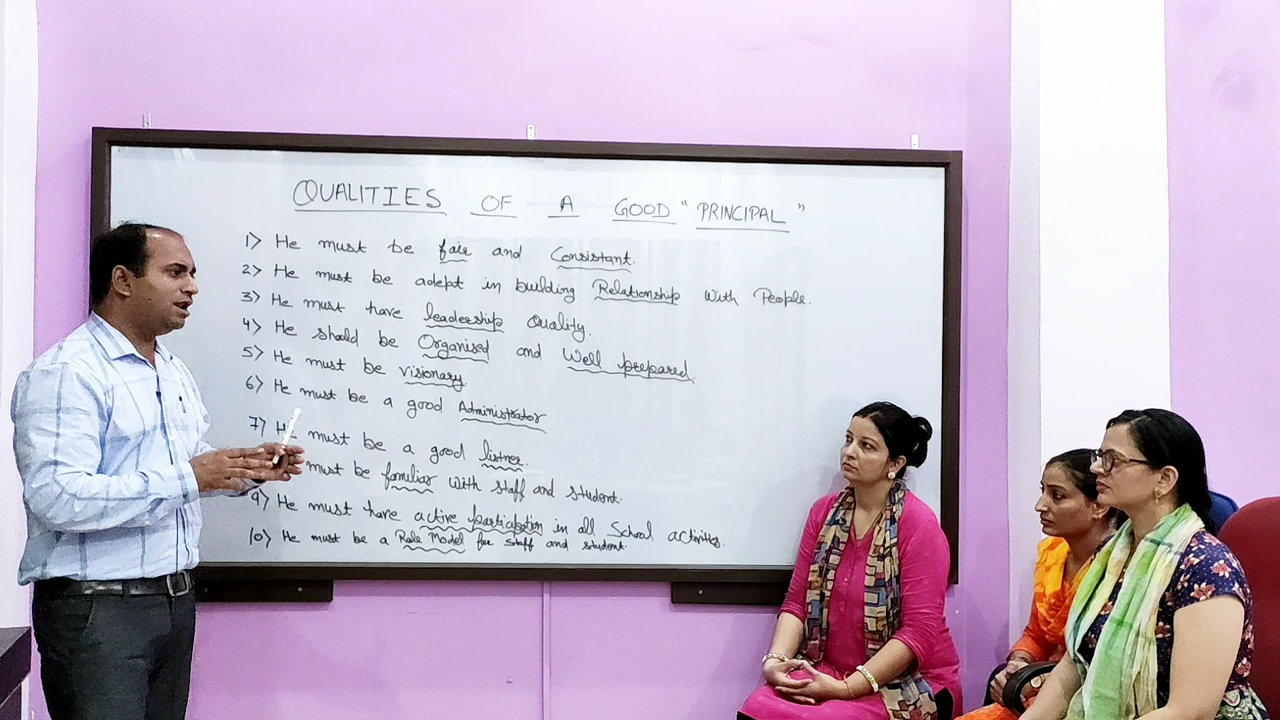 QUALITIES OF A GOOD "PRINCIPAL"
1> He must be fair and Consistant.
2> He must be adept in building Relationship With People.
3> He must have leadership Quality.
4> He should be Organised and Well prepared
5> He must be visionary
6> He must be a good Administrator
7> He must be a good listner.
must be familiar with staff and student.
9> He must have active participation in all School activities.
10> He must be a Role Model for staff and student.